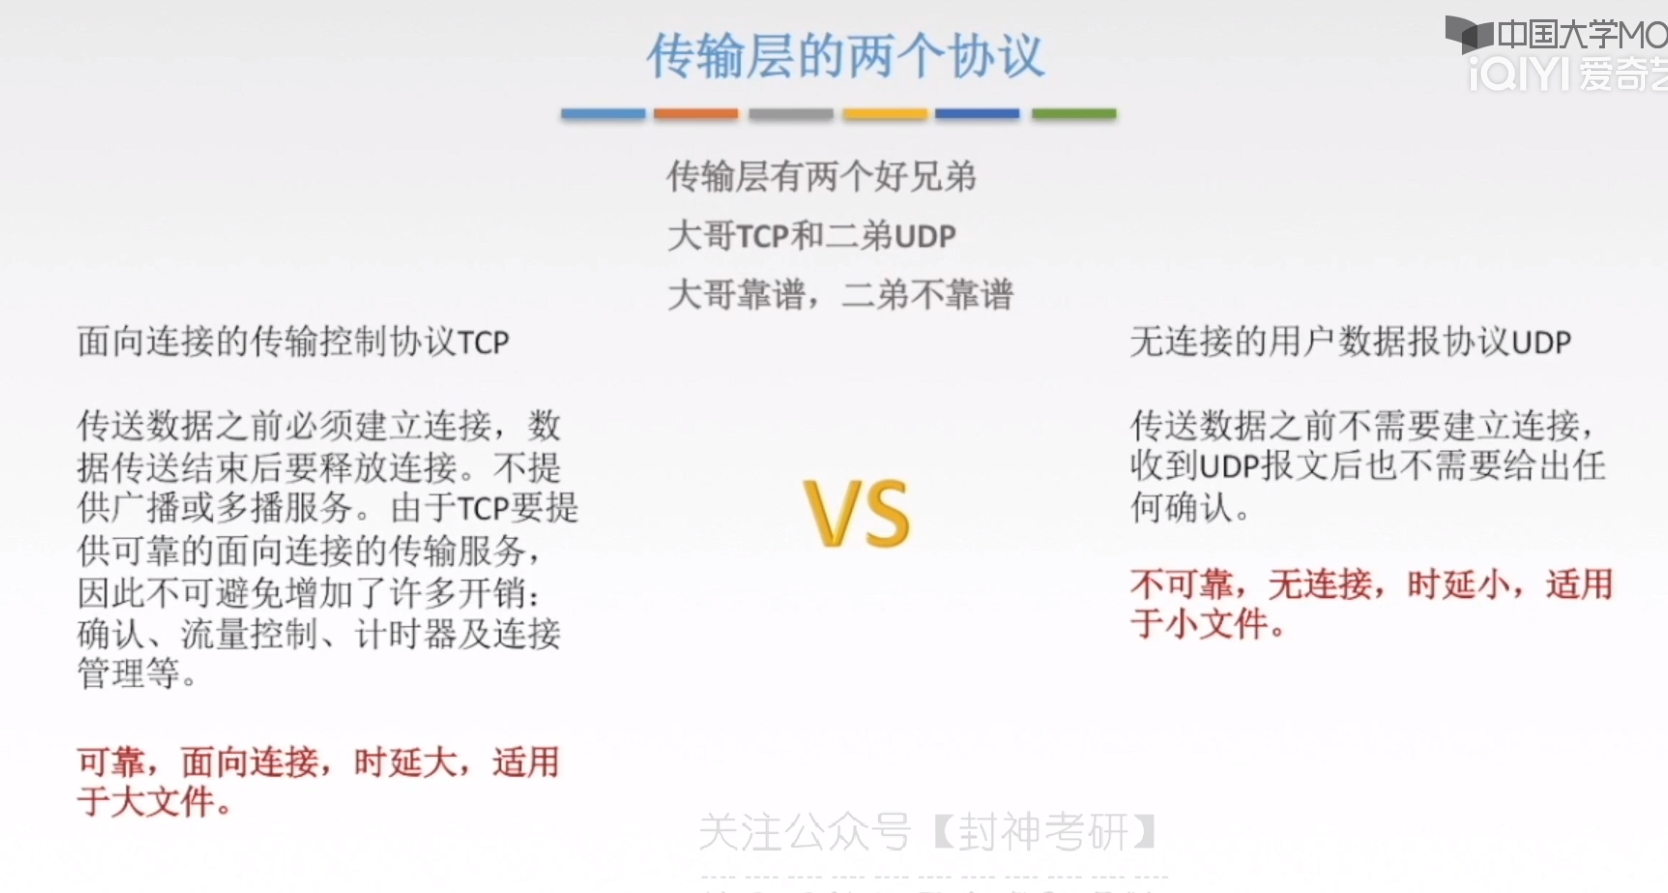 传输层的两个协议
中国大学MO
iQIYI 爱奇艺
传输层有两个好兄弟
大哥TCP和二弟UDP
大哥靠谱，二弟不靠谱
面向连接的传输控制协议TCP
传送数据之前必须建立连接，数
据传送结束后要释放连接。不提
供广播或多播服务。由于TCP要提
供可靠的面向连接的传输服务，
因此不可避免增加了许多开销：
确认、流量控制、计时器及连接
管理等。
可靠，面向连接，时延大，适用
于大文件。
VS
无连接的用户数据报协议UDP
传送数据之前不需要建立连接，
收到UDP报文后也不需要给出任
何确认。
不可靠，无连接，时延小，适用
于小文件。
关注公众号【封神考研】